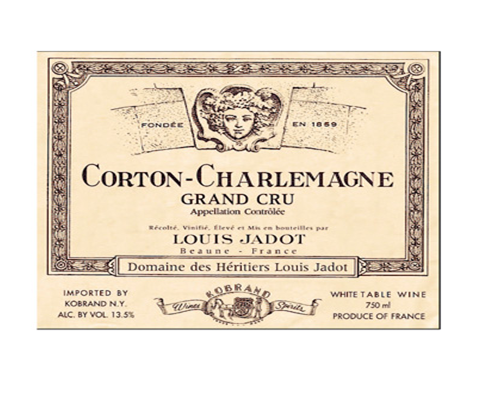 FONDÉE EN 1859
CORTON-CHARLEMAGNE
GRAND CRU
Appellation Contrôlée
Récolté, Vinifié, Élevé et Mis en bouteilles par
LOUIS JADOT
Beaune - France
Domaine des Héritiers Louis Jadot
IMPORTED BY
KOBRAND N.Y.
ALC. BY VOL. 13.5%
KOBRAND
Wines Spirits
WHITE TABLE WINE
750 ml
PRODUCE OF FRANCE